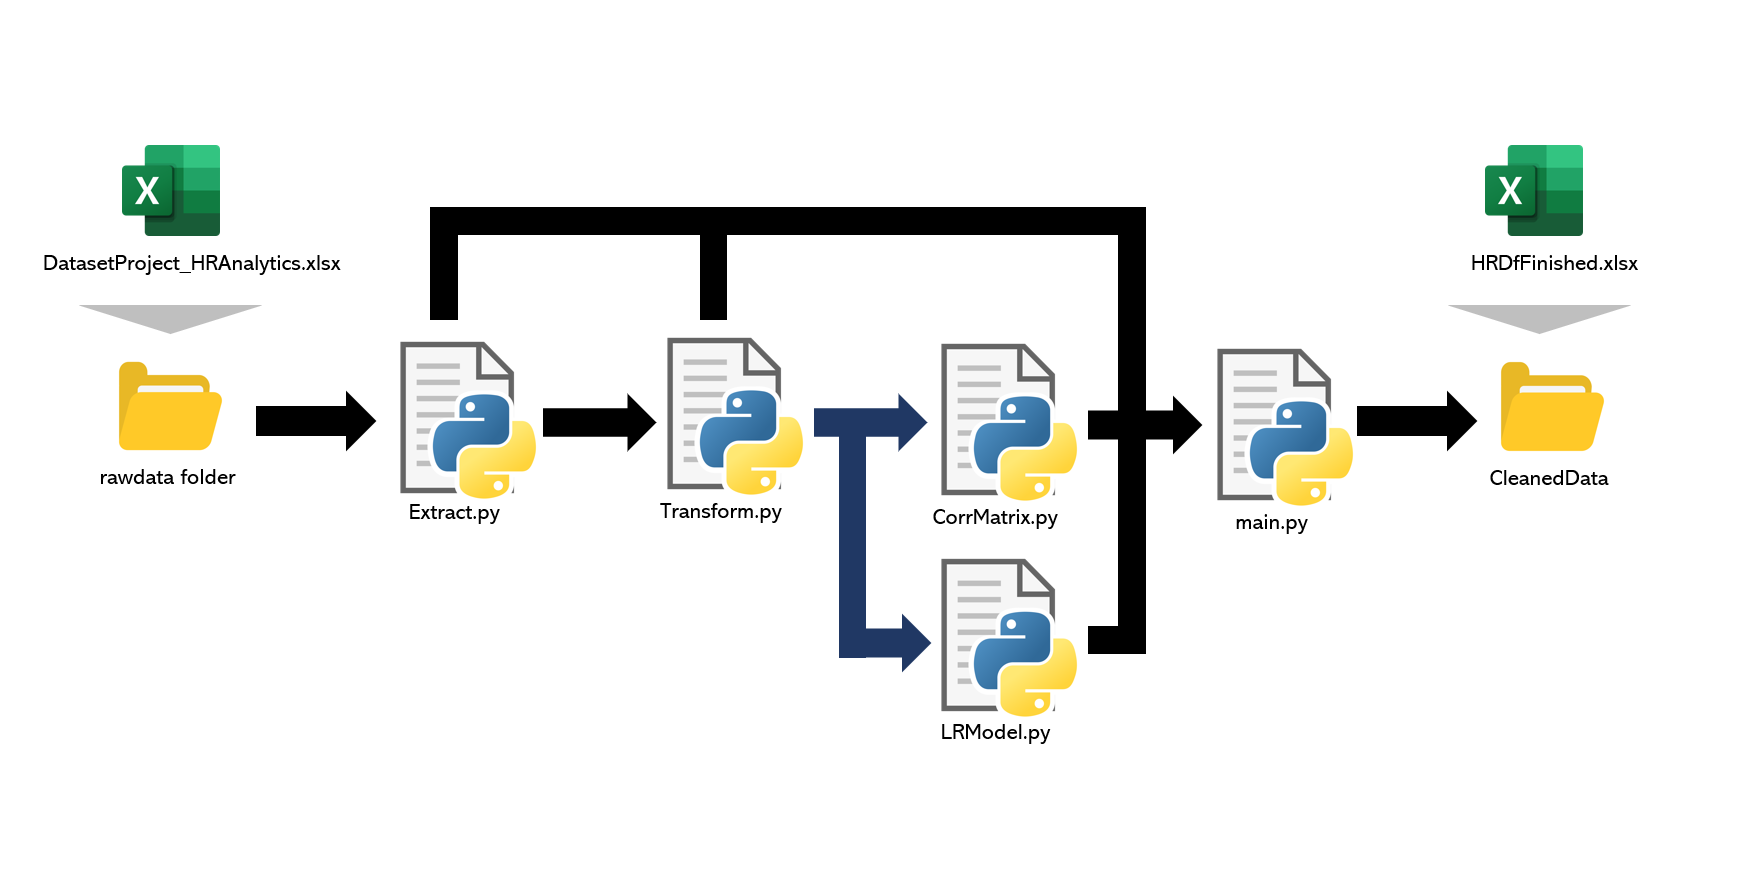 X
DatasetProject_HRAnalytics.xlsx
rawdata folder
Extract.py
Transform.py
CorrMatrix.py
LRModel.py
main.py
X
HRDfFinished.xlsx
CleanedData